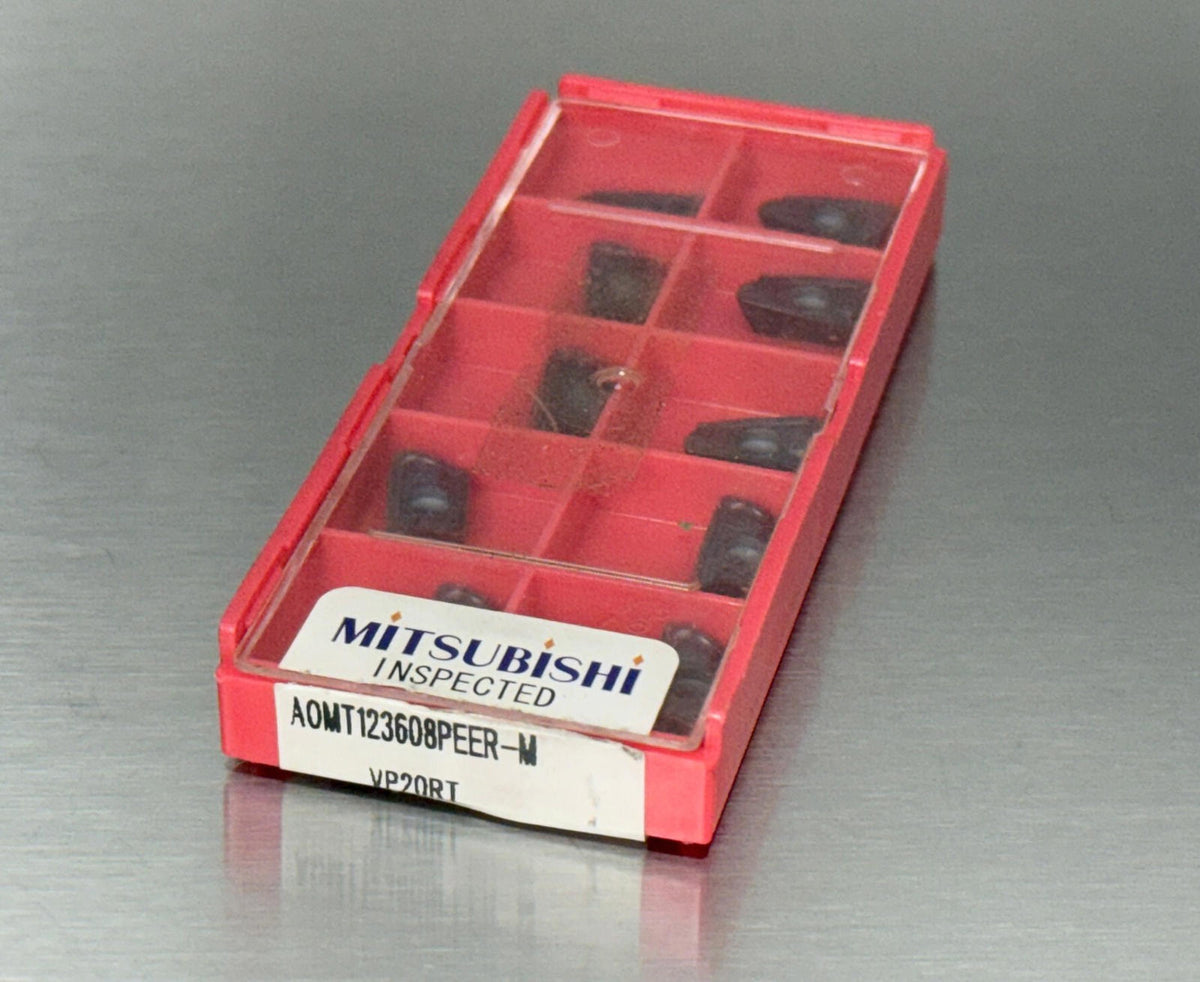 MITSUBISHI
INSPECTED
AOMT123608PEER-M
VP20RT